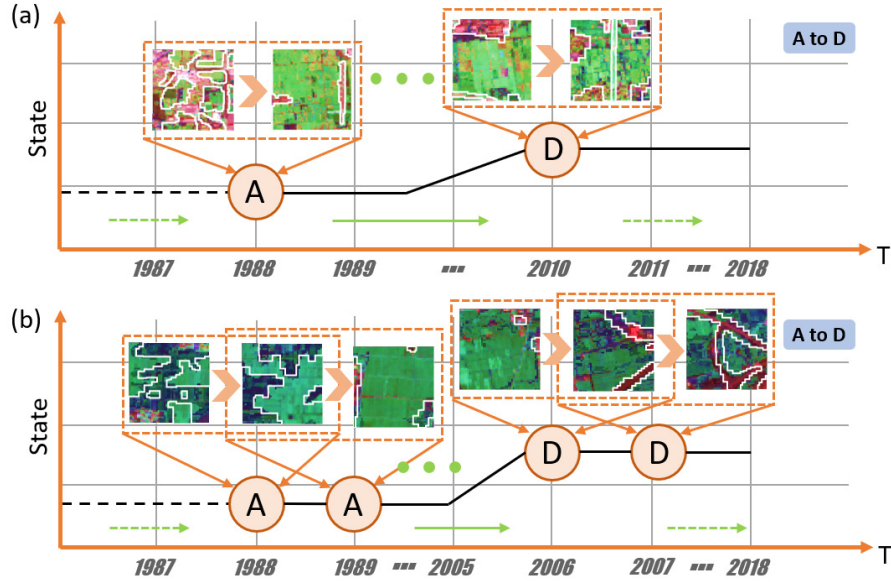 (a)
A to D
State
A
D
T
1987 1988 1989 ... 2010 2011 ... 2018
(b)
A to D
State
A A D D
T
1987 1988 1989 ... 2005 2006 2007 ... 2018